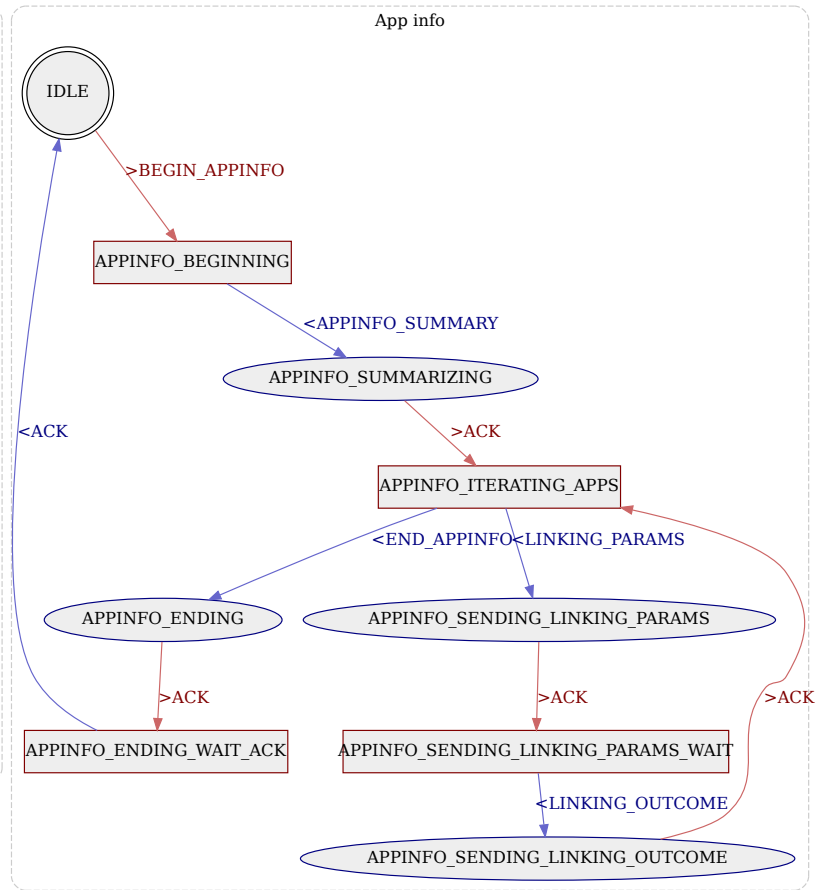 App info
IDLE
>BEGIN_APPINFO
APPINFO_BEGINNING
<APPINFO_SUMMARY
APPINFO_SUMMARIZING
<ACK
>ACK
APPINFO_ITERATING_APPS
<END_APPINFO
<LINKING_PARAMS
APPINFO_ENDING
APPINFO_SENDING_LINKING_PARAMS
>ACK
>ACK
>ACK
APPINFO_ENDING_WAIT_ACK
APPINFO_SENDING_LINKING_PARAMS_WAIT
<LINKING_OUTCOME
APPINFO_SENDING_LINKING_OUTCOME